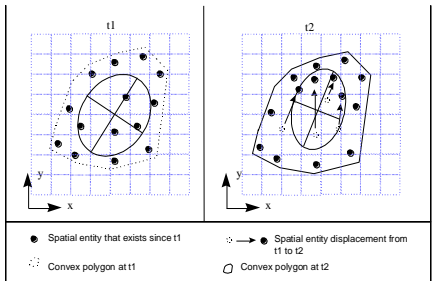 t1
t2
y
x
y
x
Spatial entity that exists since t1
Spatial entity displacement from
t1 to t2
Convex polygon at t1
Convex polygon at t2